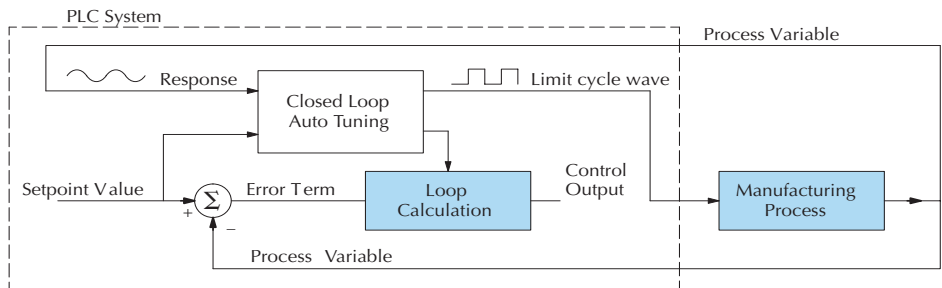 PLC System
Process Variable
Response
Limit cycle wave
Closed Loop
Auto Tuning
Setpoint Value
+
Σ
−
Error Term
Loop
Calculation
Control
Output
Manufacturing
Process
Process Variable